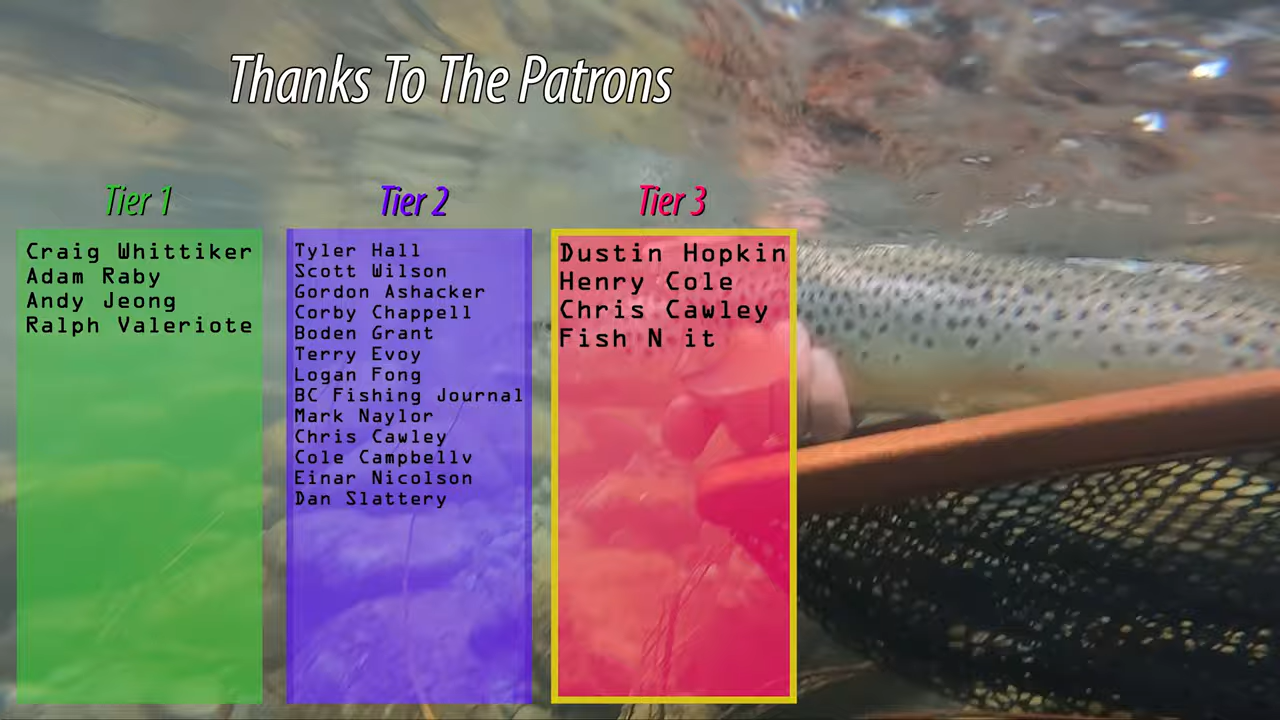 Thanks To The Patrons
Tier 1
Craig Whittiker
Adam Raby
Andy Jeong
Ralph Valeriote
Tier 2
Tyler Hall
Scott Wilson
Gordon Ashacker
Corby Chappell
Boden Grant
Terry Evoy
Logan Fong
BC Fishing Journal
Mark Naylor
Chris Cawley
Cole Campbellv
Einar Nicolson
Dan Slattery
Tier 3
Dustin Hopkin
Henry Cole
Chris Cawley
Fish N it